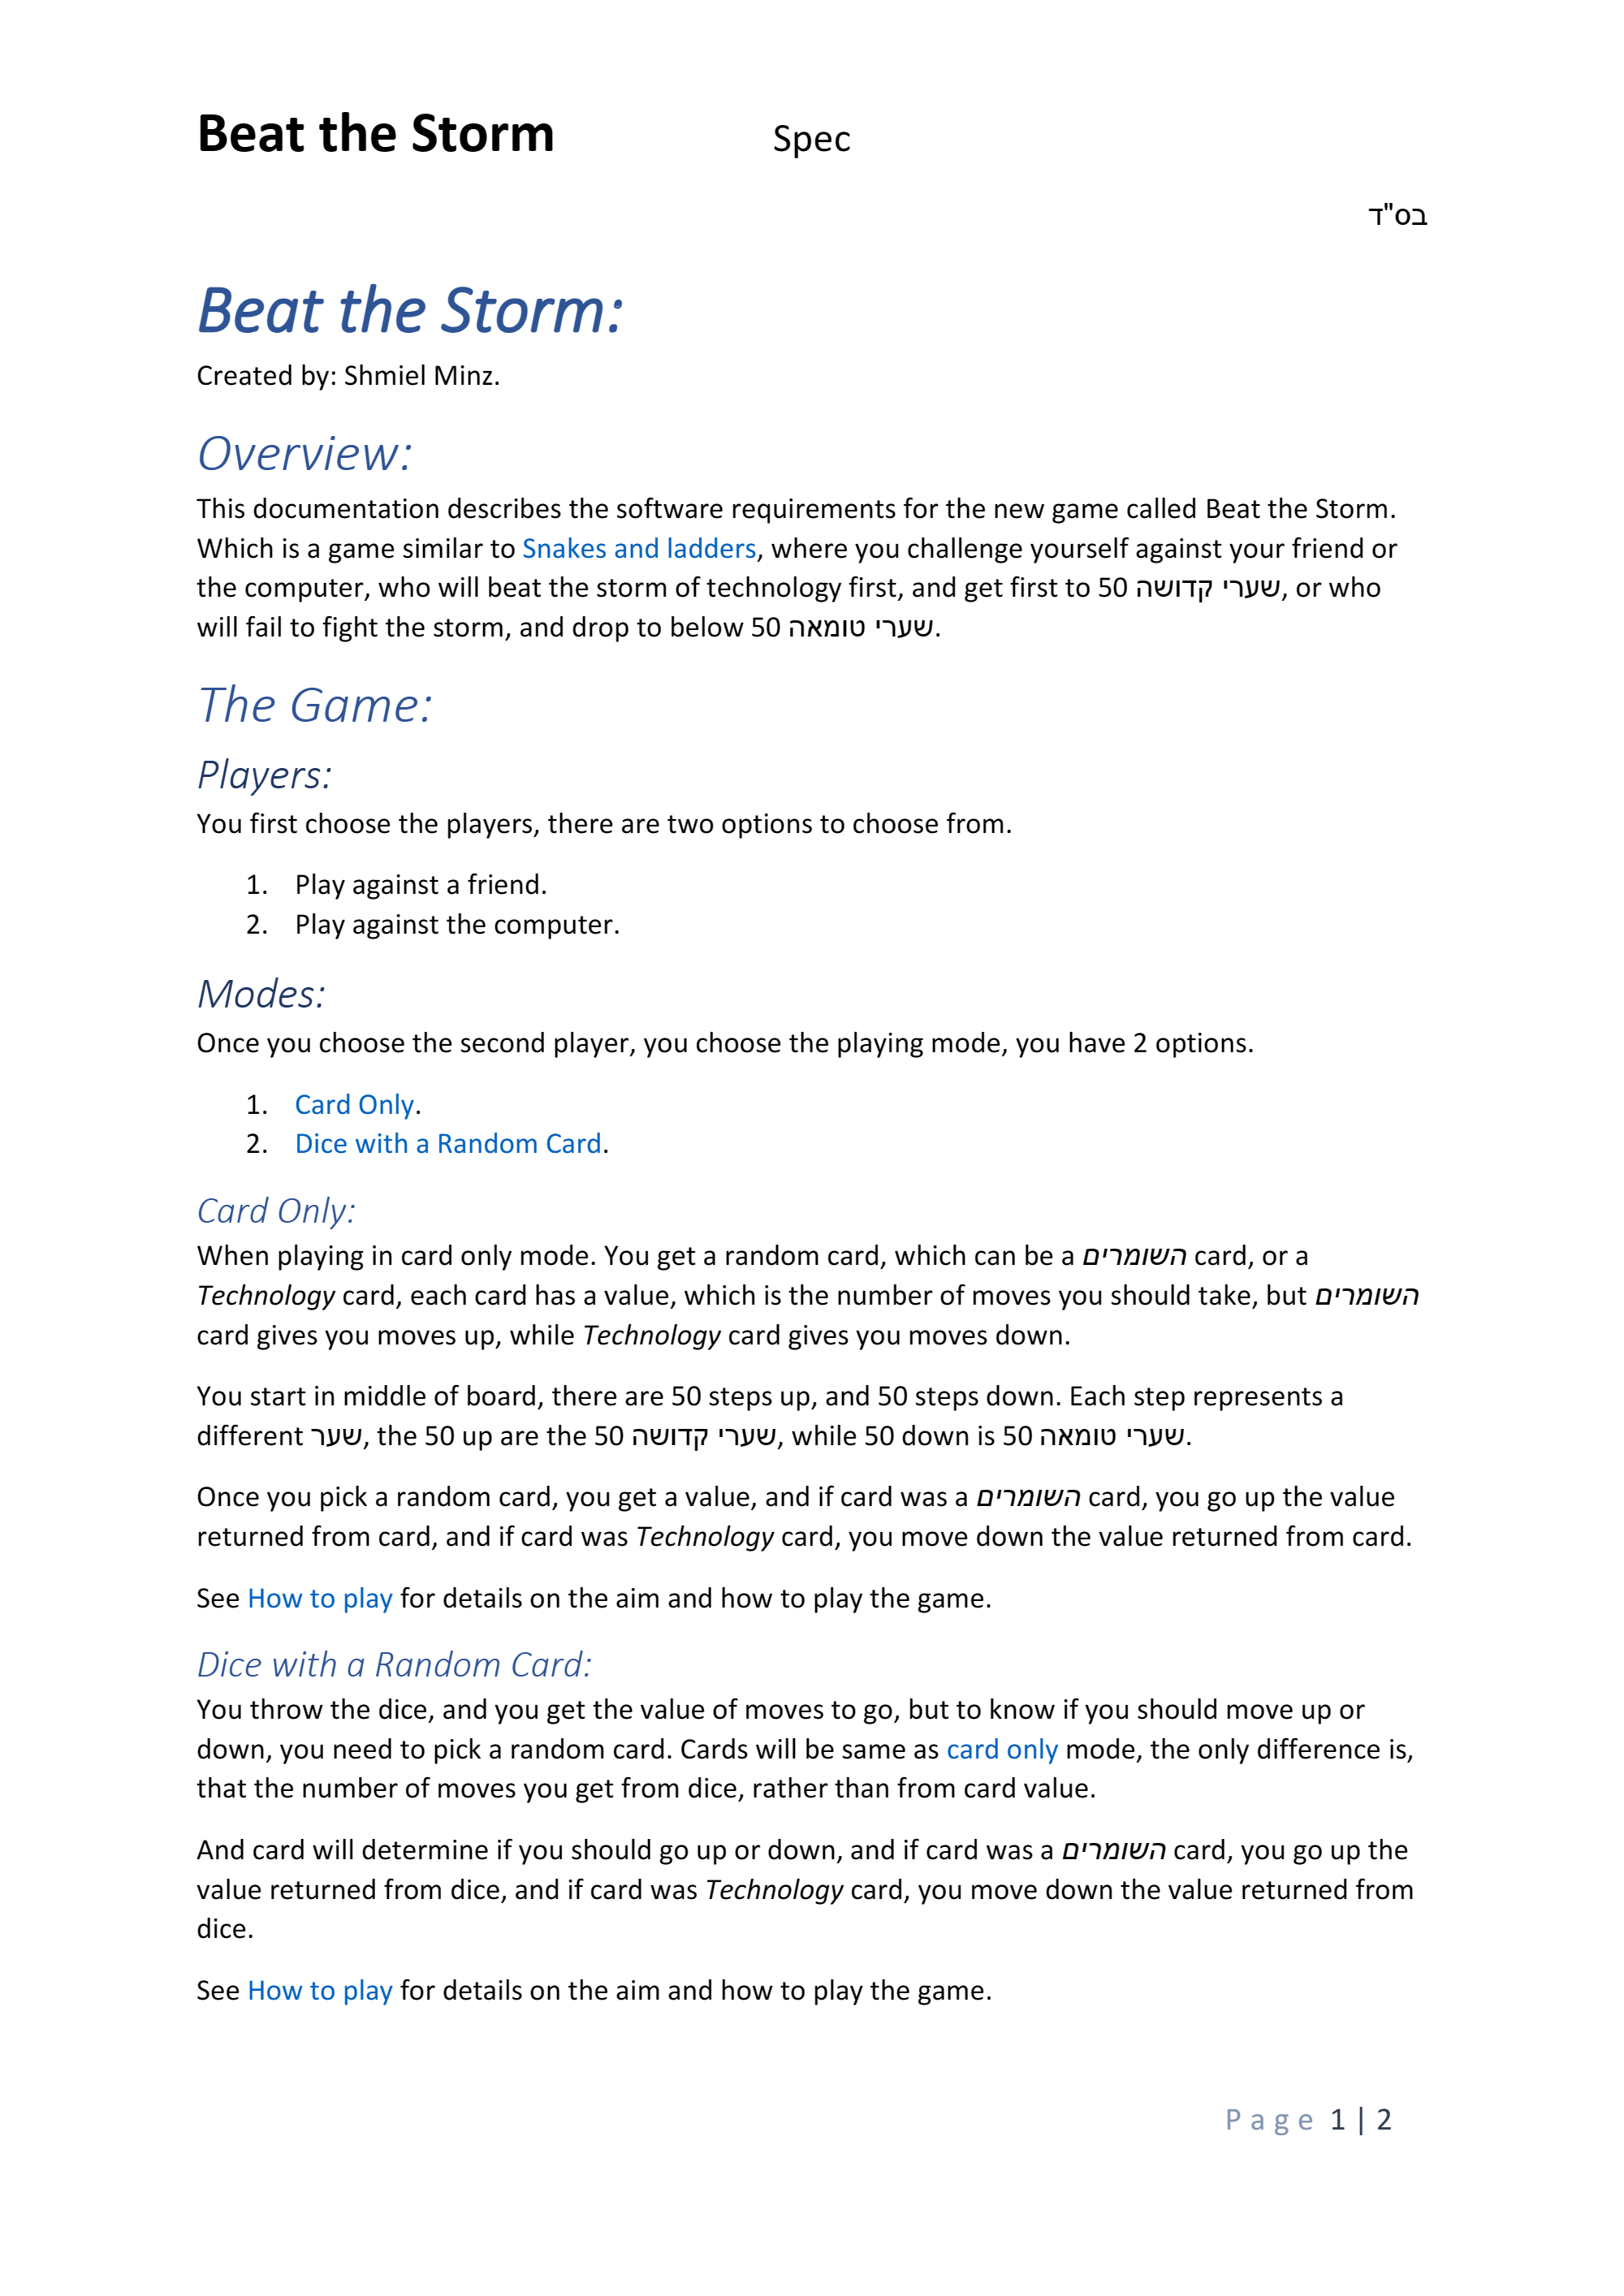 Beat the Storm Spec
בס"ד
Beat the Storm:
Created by: Shmiel Minz.
Overview:
This documentation describes the software requirements for the new game called Beat the Storm.
Which is a game similar to Snakes and ladders, where you challenge yourself against your friend or
the computer, who will beat the storm of technology first, and get first to 50 שערי קדושה, or who
will fail to fight the storm, and drop to below 50 שערי טומאה.
The Game:
Players:
You first choose the players, there are two options to choose from.
1. Play against a friend.
2. Play against the computer.
Modes:
Once you choose the second player, you choose the playing mode, you have 2 options.
1. Card Only.
2. Dice with a Random Card.
Card Only:
When playing in card only mode. You get a random card, which can be a השומרים card, or a
Technology card, each card has a value, which is the number of moves you should take, but השומרים
card gives you moves up, while Technology card gives you moves down.
You start in middle of board, there are 50 steps up, and 50 steps down. Each step represents a
different שער, the 50 up are the 50 שערי קדושה, while 50 down is 50 שערי טומאה.
Once you pick a random card, you get a value, and if card was a השומרים card, you go up the value
returned from card, and if card was Technology card, you move down the value returned from card.
See How to play for details on the aim and how to play the game.
Dice with a Random Card:
You throw the dice, and you get the value of moves to go, but to know if you should move up or
down, you need to pick a random card. Cards will be same as card only mode, the only difference is,
that the number of moves you get from dice, rather than from card value.
And card will determine if you should go up or down, and if card was a השומרים card, you go up the
value returned from dice, and if card was Technology card, you move down the value returned from
dice.
See How to play for details on the aim and how to play the game.
Page 1 | 2